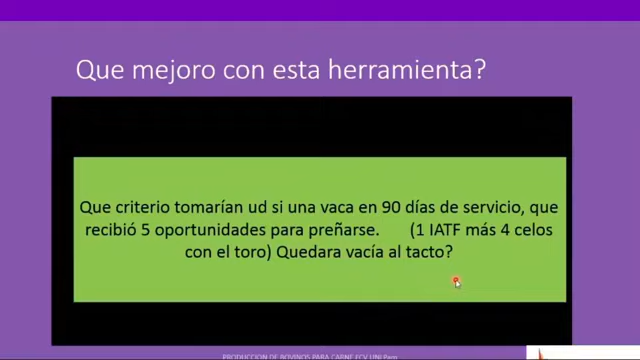 Que mejoro con esta herramienta?
Que criterio tomarían ud si una vaca en 90 días de servicio, que
recibió 5 oportunidades para preñarse. (1 IATF más 4 celos
con el toro) Quedara vacía al tacto?
PRODUCCION DE BOVINOS PARA CARNE FCV UNLPam